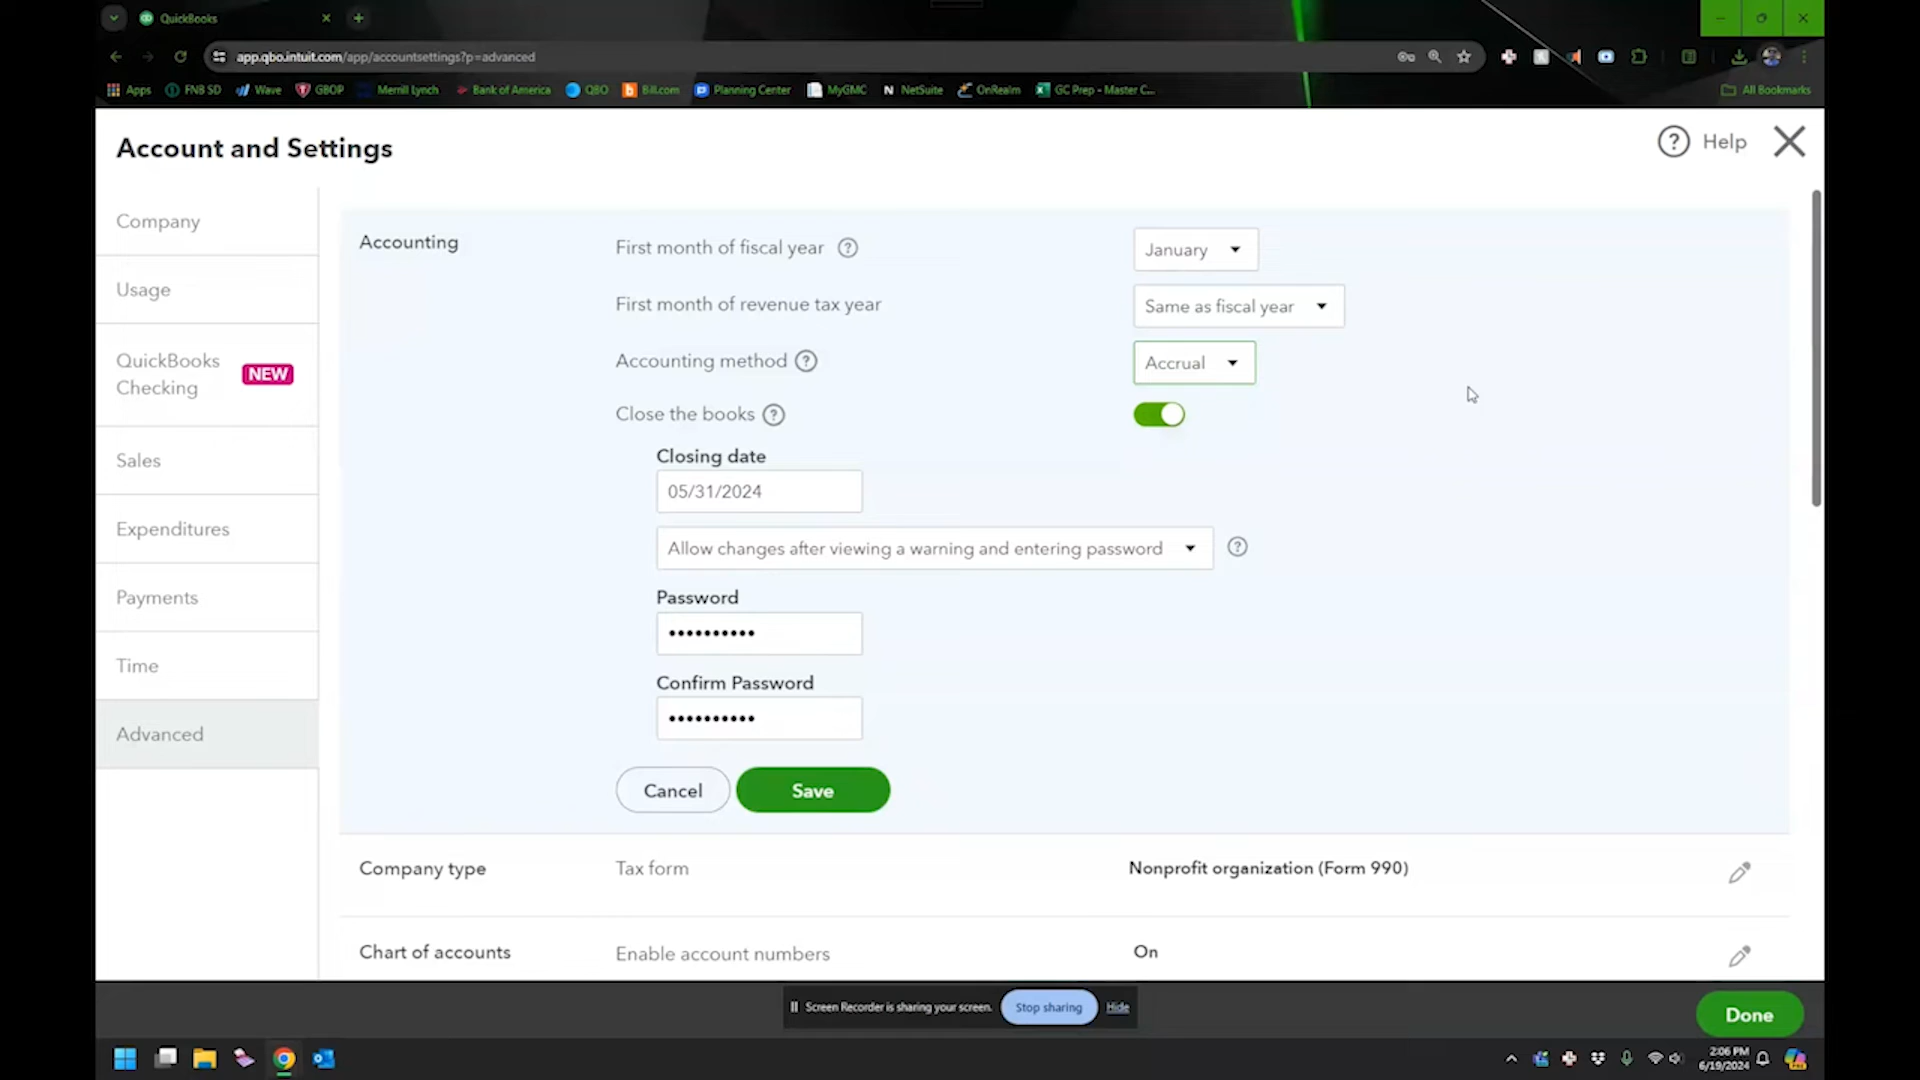 QuickBooks
app.qbo.intuit.com/app/accountsettings?p=advanced
Apps FNB SD Wave GBOP Merrill Lynch Bank of America QBO Bill.com Planning Center MyGMC NetSuite OnRealm GC Prep - Master C... All Bookmarks
Account and Settings
? Help
Company
Usage
QuickBooks
Checking
NEW
Sales
Expenditures
Payments
Time
Advanced
Accounting
First month of fiscal year ? January
First month of revenue tax year Same as fiscal year
Accounting method ? Accrual
Close the books ?
Closing date
05/31/2024
Allow changes after viewing a warning and entering password ?
Password
••••••••••
Confirm Password
••••••••••
Cancel Save
Company type Tax form Nonprofit organization (Form 990)
Chart of accounts Enable account numbers On
Screen Recorder is sharing your screen. Stop sharing Hide
Done
2:06 PM
6/19/2024